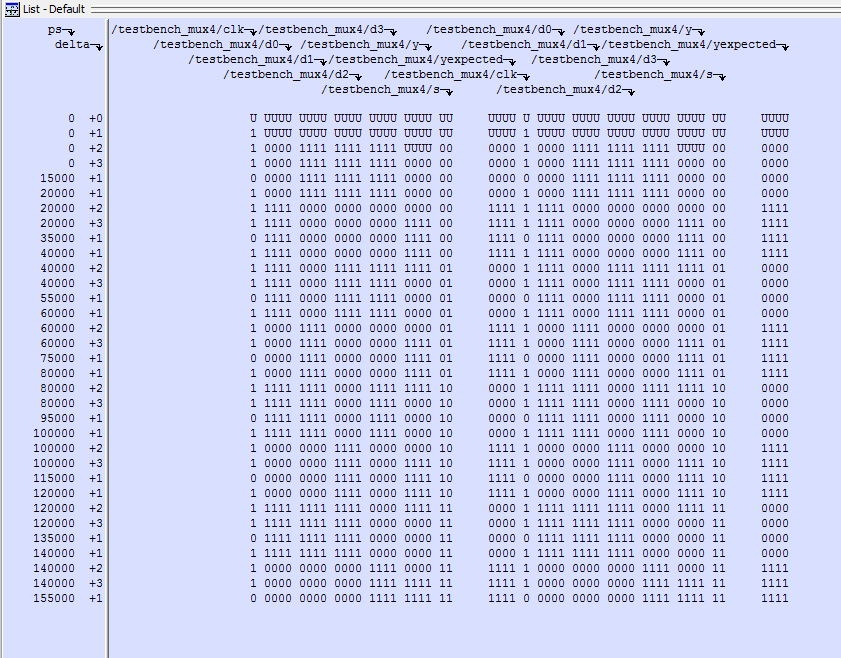 List - Default
ps /testbench_mux4/clk /testbench_mux4/d3 /testbench_mux4/d0 /testbench_mux4/y
delta /testbench_mux4/d0 /testbench_mux4/y /testbench_mux4/d1 /testbench_mux4/yexpected
/testbench_mux4/d1 /testbench_mux4/yexpected /testbench_mux4/d3
/testbench_mux4/d2 /testbench_mux4/clk /testbench_mux4/s
/testbench_mux4/s /testbench_mux4/d2
0 +0 U UUUU UUUU UUUU UUUU UUUU UU UUUU U UUUU UUUU UUUU UUUU UUUU UU UUUU
0 +1 1 UUUU UUUU UUUU UUUU UUUU UU UUUU 1 UUUU UUUU UUUU UUUU UUUU UU UUUU
0 +2 1 0000 1111 1111 1111 UUUU 00 0000 1 0000 1111 1111 1111 UUUU 00 0000
0 +3 1 0000 1111 1111 1111 0000 00 0000 1 0000 1111 1111 1111 0000 00 0000
15000 +1 0 0000 1111 1111 1111 0000 00 0000 0 0000 1111 1111 1111 0000 00 0000
20000 +1 1 0000 1111 1111 1111 0000 00 0000 1 0000 1111 1111 1111 0000 00 0000
20000 +2 1 1111 0000 0000 0000 0000 00 1111 1 1111 0000 0000 0000 0000 00 1111
20000 +3 1 1111 0000 0000 0000 1111 00 1111 1 1111 0000 0000 0000 1111 00 1111
35000 +1 0 1111 0000 0000 0000 1111 00 1111 0 1111 0000 0000 0000 1111 00 1111
40000 +1 1 1111 0000 0000 0000 1111 00 1111 1 1111 0000 0000 0000 1111 00 1111
40000 +2 1 1111 0000 1111 1111 1111 01 0000 1 1111 0000 1111 1111 1111 01 0000
40000 +3 1 1111 0000 1111 1111 0000 01 0000 1 1111 0000 1111 1111 0000 01 0000
55000 +1 0 1111 0000 1111 1111 0000 01 0000 0 1111 0000 1111 1111 0000 01 0000
60000 +1 1 1111 0000 1111 1111 0000 01 0000 1 1111 0000 1111 1111 0000 01 0000
60000 +2 1 0000 1111 0000 0000 0000 01 1111 1 0000 1111 0000 0000 0000 01 1111
60000 +3 1 0000 1111 0000 0000 1111 01 1111 1 0000 1111 0000 0000 1111 01 1111
75000 +1 0 0000 1111 0000 0000 1111 01 1111 0 0000 1111 0000 0000 1111 01 1111
80000 +1 1 0000 1111 0000 0000 1111 01 1111 1 0000 1111 0000 0000 1111 01 1111
80000 +2 1 1111 1111 0000 1111 1111 10 0000 1 1111 1111 0000 1111 1111 10 0000
80000 +3 1 1111 1111 0000 1111 0000 10 0000 1 1111 1111 0000 1111 0000 10 0000
95000 +1 0 1111 1111 0000 1111 0000 10 0000 0 1111 1111 0000 1111 0000 10 0000
100000 +1 1 1111 1111 0000 1111 0000 10 0000 1 1111 1111 0000 1111 0000 10 0000
100000 +2 1 0000 0000 1111 0000 0000 10 1111 1 0000 0000 1111 0000 0000 10 1111
100000 +3 1 0000 0000 1111 0000 1111 10 1111 1 0000 0000 1111 0000 1111 10 1111
115000 +1 0 0000 0000 1111 0000 1111 10 1111 0 0000 0000 1111 0000 1111 10 1111
120000 +1 1 0000 0000 1111 0000 1111 10 1111 1 0000 0000 1111 0000 1111 10 1111
120000 +2 1 1111 1111 1111 0000 1111 11 0000 1 1111 1111 1111 0000 1111 11 0000
120000 +3 1 1111 1111 1111 0000 0000 11 0000 1 1111 1111 1111 0000 0000 11 0000
135000 +1 0 1111 1111 1111 0000 0000 11 0000 0 1111 1111 1111 0000 0000 11 0000
140000 +1 1 1111 1111 1111 0000 0000 11 0000 1 1111 1111 1111 0000 0000 11 0000
140000 +2 1 0000 0000 0000 1111 0000 11 1111 1 0000 0000 0000 1111 0000 11 1111
140000 +3 1 0000 0000 0000 1111 1111 11 1111 1 0000 0000 0000 1111 1111 11 1111
155000 +1 0 0000 0000 0000 1111 1111 11 1111 0 0000 0000 0000 1111 1111 11 1111